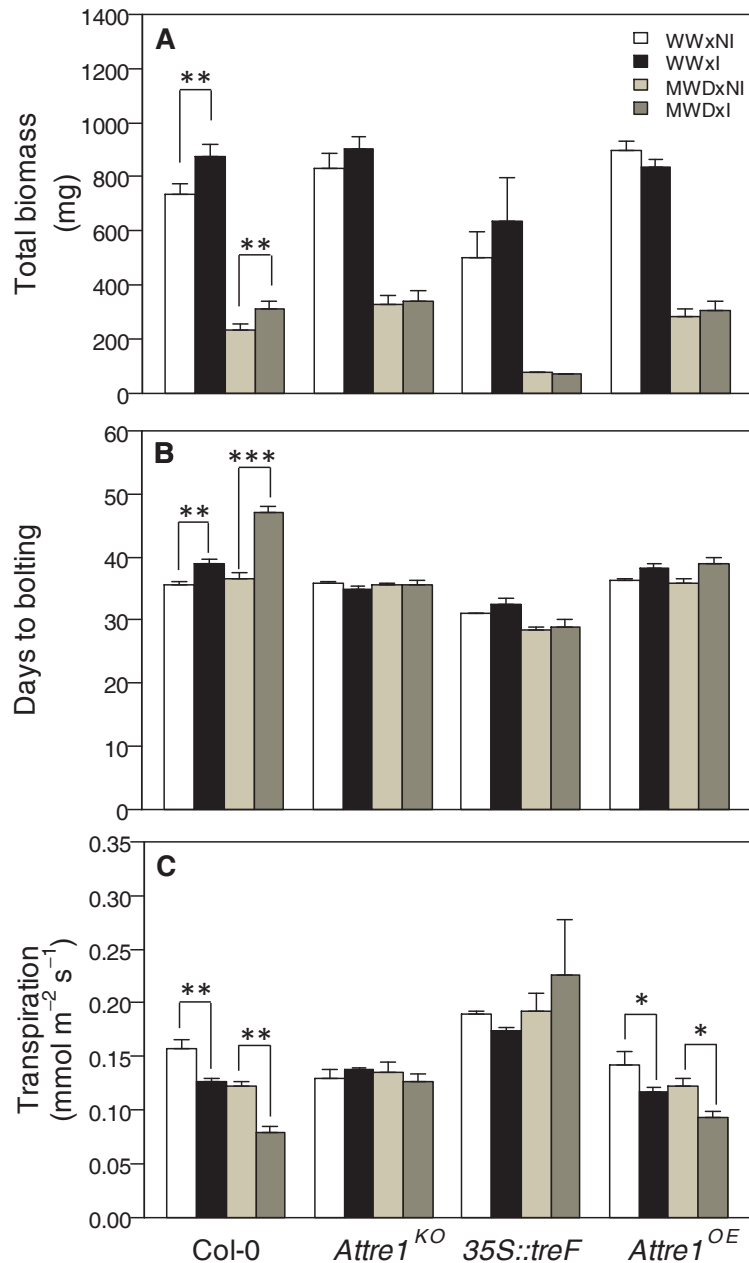 A
WWxNI
WWxI
MWDxNI
MWDxI
Total biomass
(mg)
1400
1200
1000
800
600
400
200
0
**
**
B
Days to bolting
60
50
40
30
20
10
0
**
***
C
Transpiration
(mmol m−2 s−1)
0.35
0.30
0.25
0.20
0.15
0.10
0.05
0.00
**
**
*
*
Col-0 Attre1KO 35S::treF Attre1OE